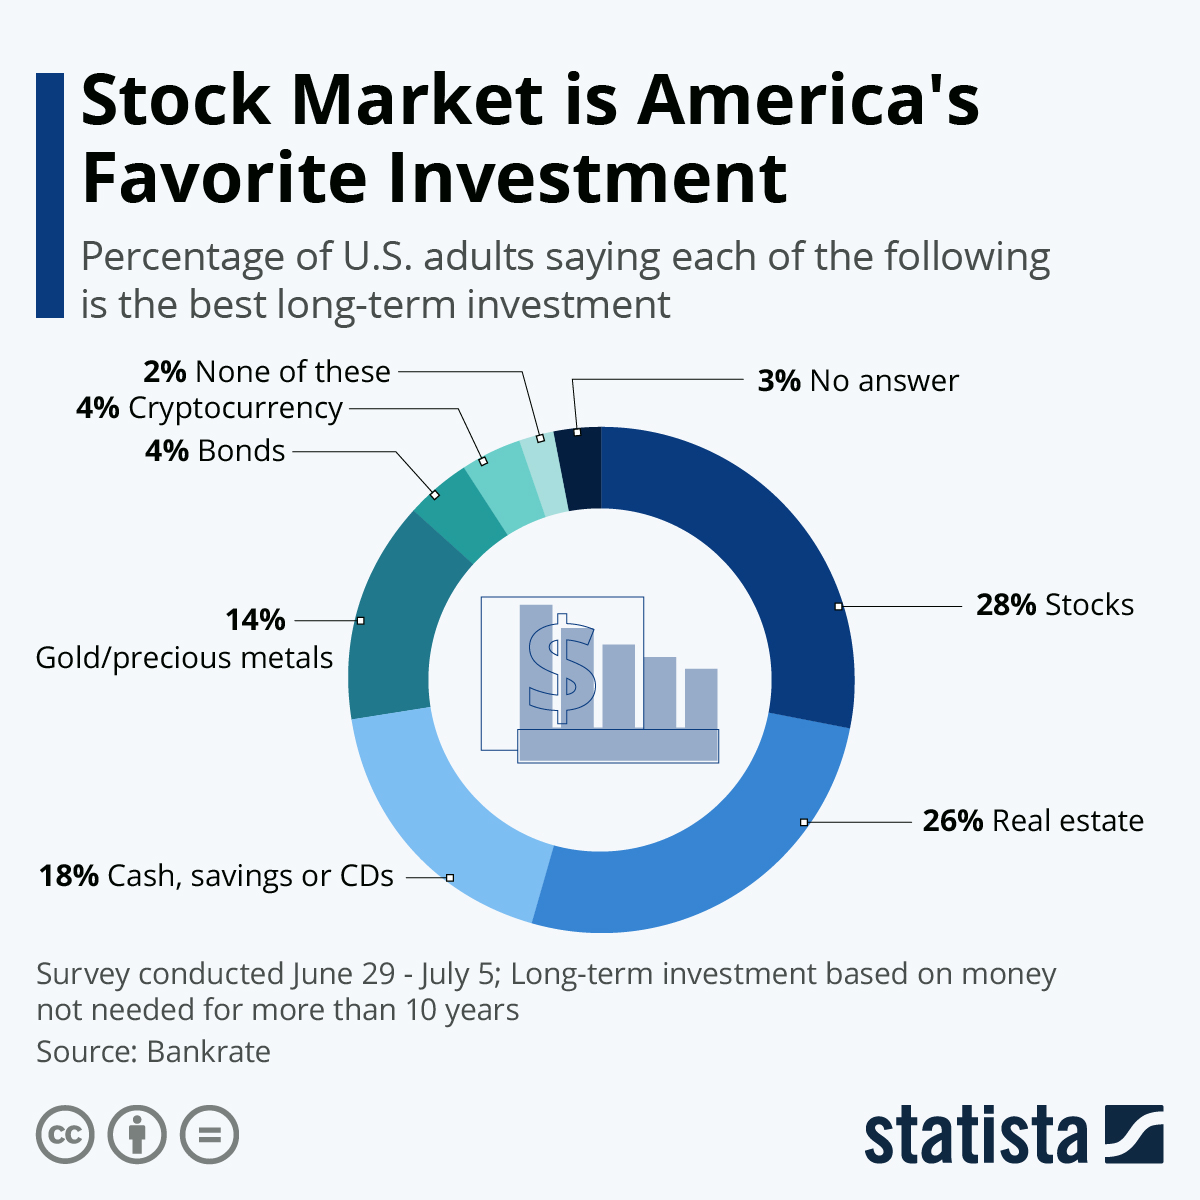 Stock Market is America's
Favorite Investment
Percentage of U.S. adults saying each of the following
is the best long-term investment
2% None of these
3% No answer
4% Cryptocurrency
4% Bonds
28% Stocks
14%
Gold/precious metals
$
26% Real estate
18% Cash, savings or CDs
Survey conducted June 29 - July 5; Long-term investment based on money
not needed for more than 10 years
Source: Bankrate
cc =
statista